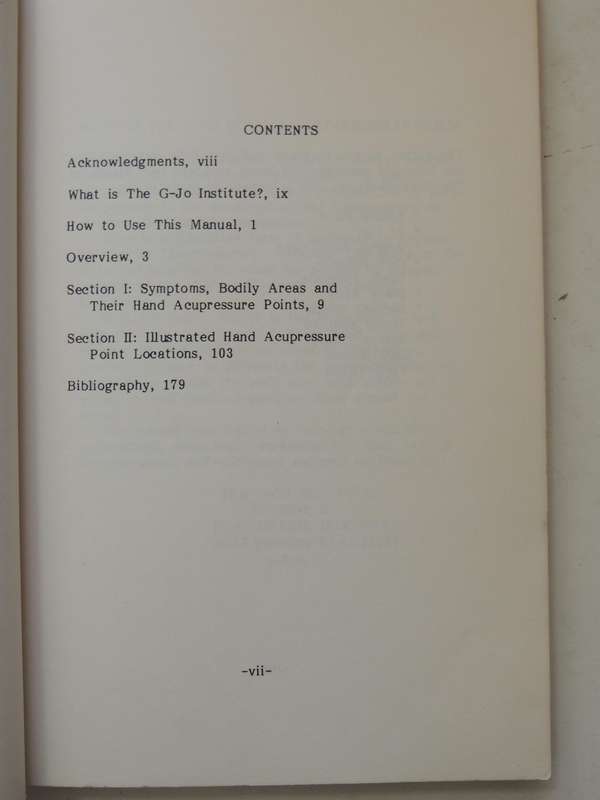 CONTENTS
Acknowledgments, viii
What is The G-Jo Institute?, ix
How to Use This Manual, 1
Overview, 3
Section I: Symptoms, Bodily Areas and
Their Hand Acupressure Points, 9
Section II: Illustrated Hand Acupressure
Point Locations, 103
Bibliography, 179
-vii-